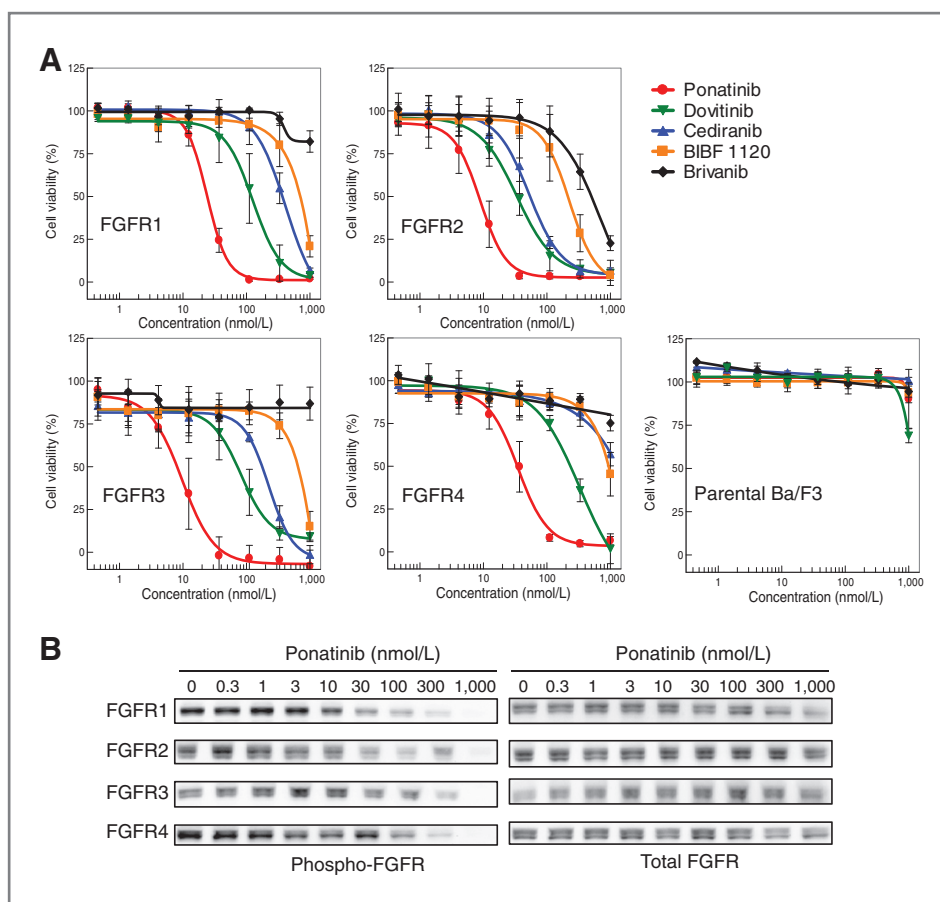 A
125
100
75
50
25
0
Cell viability (%)
FGFR1
1
10
100
1,000
Concentration (nmol/L)
125
100
75
50
25
0
Cell viability (%)
FGFR2
1
10
100
1,000
Concentration (nmol/L)
Ponatinib
Dovitinib
Cediranib
BIBF 1120
Brivanib
125
100
75
50
25
0
Cell viability (%)
FGFR3
1
10
100
1,000
Concentration (nmol/L)
125
100
75
50
25
0
Cell viability (%)
FGFR4
1
10
100
1,000
Concentration (nmol/L)
125
100
75
50
25
0
Cell viability (%)
Parental Ba/F3
1
10
100
1,000
Concentration (nmol/L)
B
Ponatinib (nmol/L)
0 0.3 1 3 10 30 100 300 1,000
Ponatinib (nmol/L)
0 0.3 1 3 10 30 100 300 1,000
FGFR1
FGFR2
FGFR3
FGFR4
Phospho-FGFR
Total FGFR